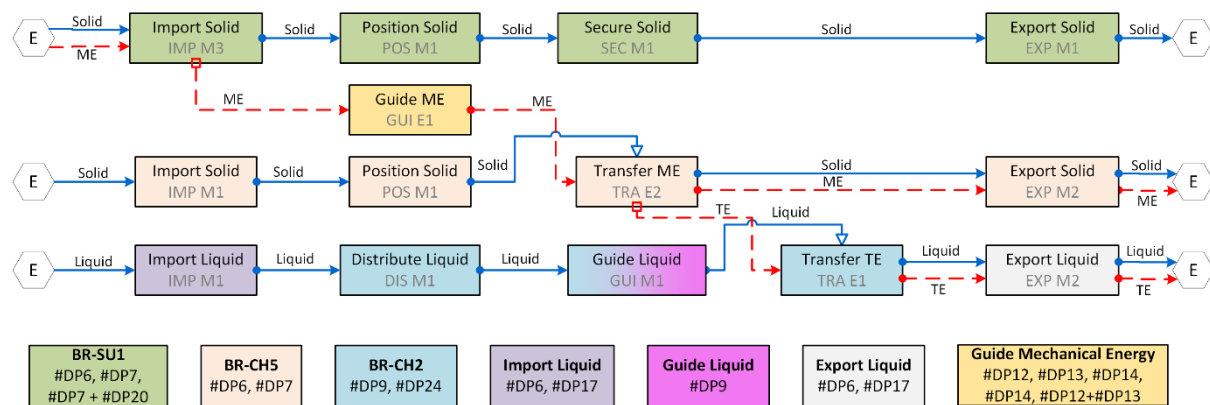 Solid
E
ME
Import Solid
IMP M3
Solid
Position Solid
POS M1
Solid
Secure Solid
SEC M1
Solid
Export Solid
EXP M1
Solid
E
ME
Guide ME
GUI E1
ME
E
Solid
Import Solid
IMP M1
Solid
Position Solid
POS M1
Solid
Transfer ME
TRA E2
Solid
ME
Export Solid
EXP M2
Solid
ME
E
TE
Liquid
E
Liquid
Import Liquid
IMP M1
Liquid
Distribute Liquid
DIS M1
Liquid
Guide Liquid
GUI M1
Transfer TE
TRA E1
Liquid
TE
Export Liquid
EXP M2
Liquid
TE
E
BR-SU1
#DP6, #DP7,
#DP7 + #DP20
BR-CH5
#DP6, #DP7
BR-CH2
#DP9, #DP24
Import Liquid
#DP6, #DP17
Guide Liquid
#DP9
Export Liquid
#DP6, #DP17
Guide Mechanical Energy
#DP12, #DP13, #DP14,
#DP14, #DP12+#DP13